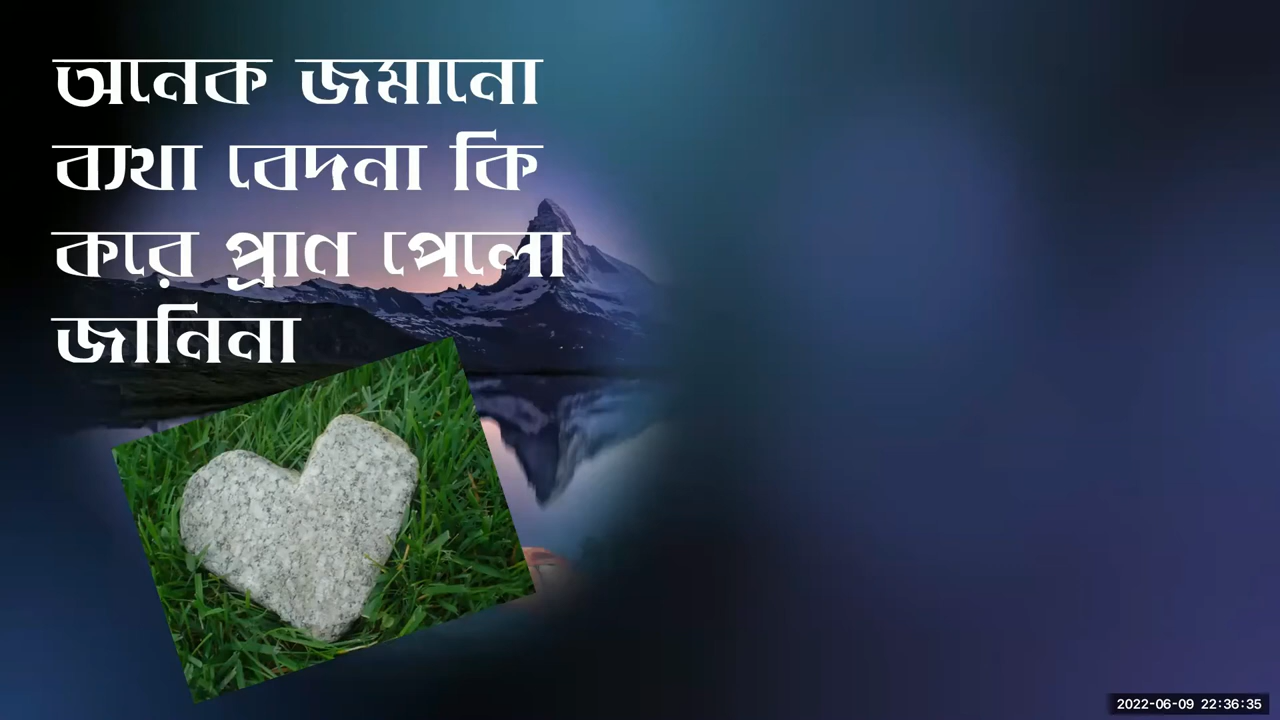 অনেক জমানো
ব্যথা বেদনা কি
করে প্রাণ পেলো
জানিনা
2022-06-09 22:36:35